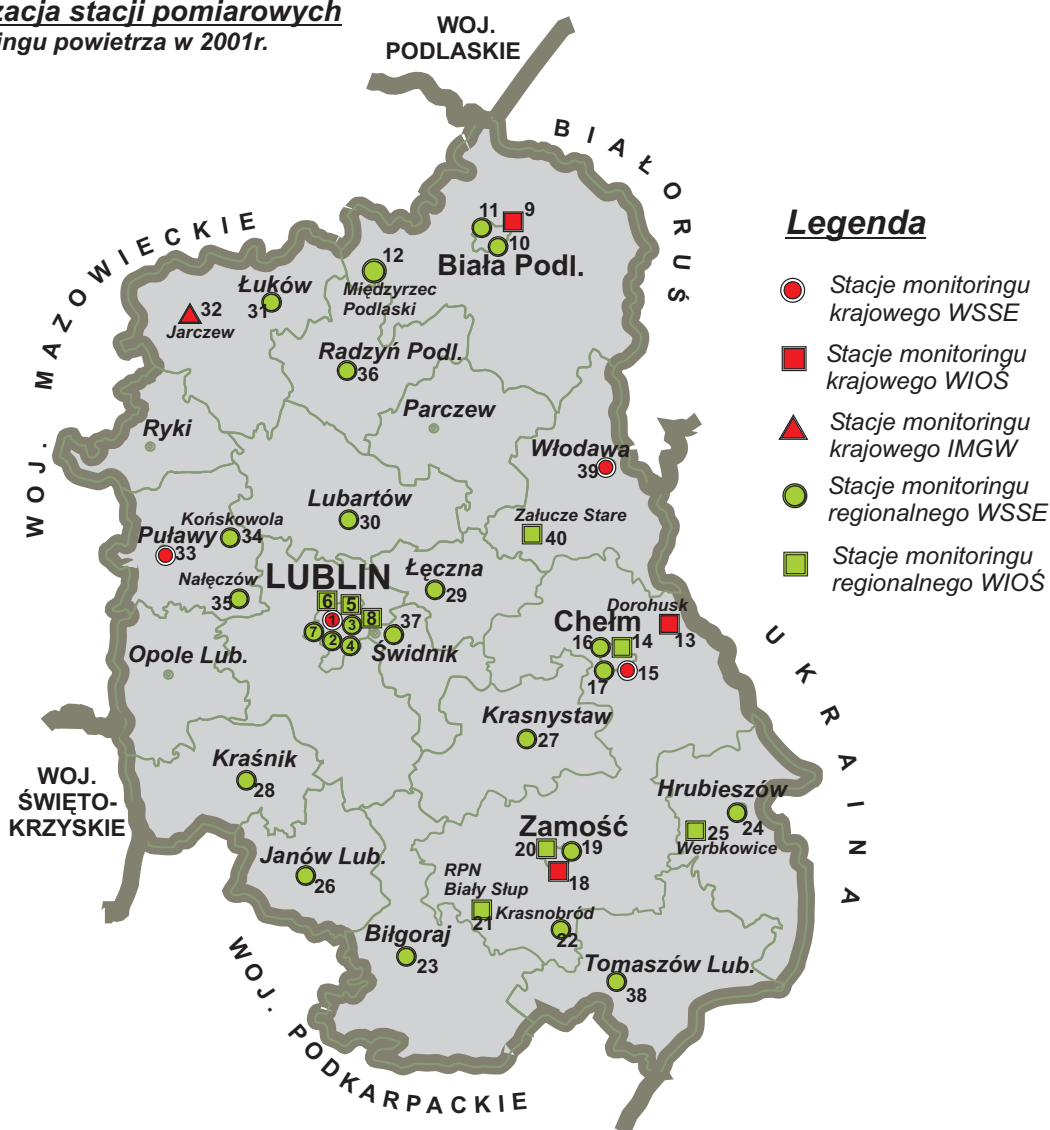 zacja stacji pomiarowych
ingu powietrza w 2001r.
WOJ.
PODLASKIE
BIAŁORUŚ
WOJ. MAZOWIECKIE
11
9
10
Biała Podl.
12
Międzyrzec
Podlaski
Łuków
31
32
Jarczew
Radzyń Podl.
36
Parczew
Ryki
Włodawa
39
Lubartów
30
Końskowola
34
Puławy
33
Załucze Stare
40
Nałęczów
35
LUBLIN
6
5
8
1
3
7
2
4
37
Świdnik
Łęczna
29
Dorohusk
13
Chełm
16
14
17
15
Opole Lub.
UKRAINA
Krasnystaw
27
Kraśnik
28
WOJ.
ŚWIĘTO-
KRZYSKIE
Hrubieszów
24
25
Werbkowice
Zamość
20
19
18
Janów Lub.
26
RPN
Biały Słup
21
Krasnobród
22
Biłgoraj
23
Tomaszów Lub.
38
WOJ. PODKARPACKIE
Legenda
Stacje monitoringu
krajowego WSSE
Stacje monitoringu
krajowego WIOŚ
Stacje monitoringu
krajowego IMGW
Stacje monitoringu
regionalnego WSSE
Stacje monitoringu
regionalnego WIOŚ